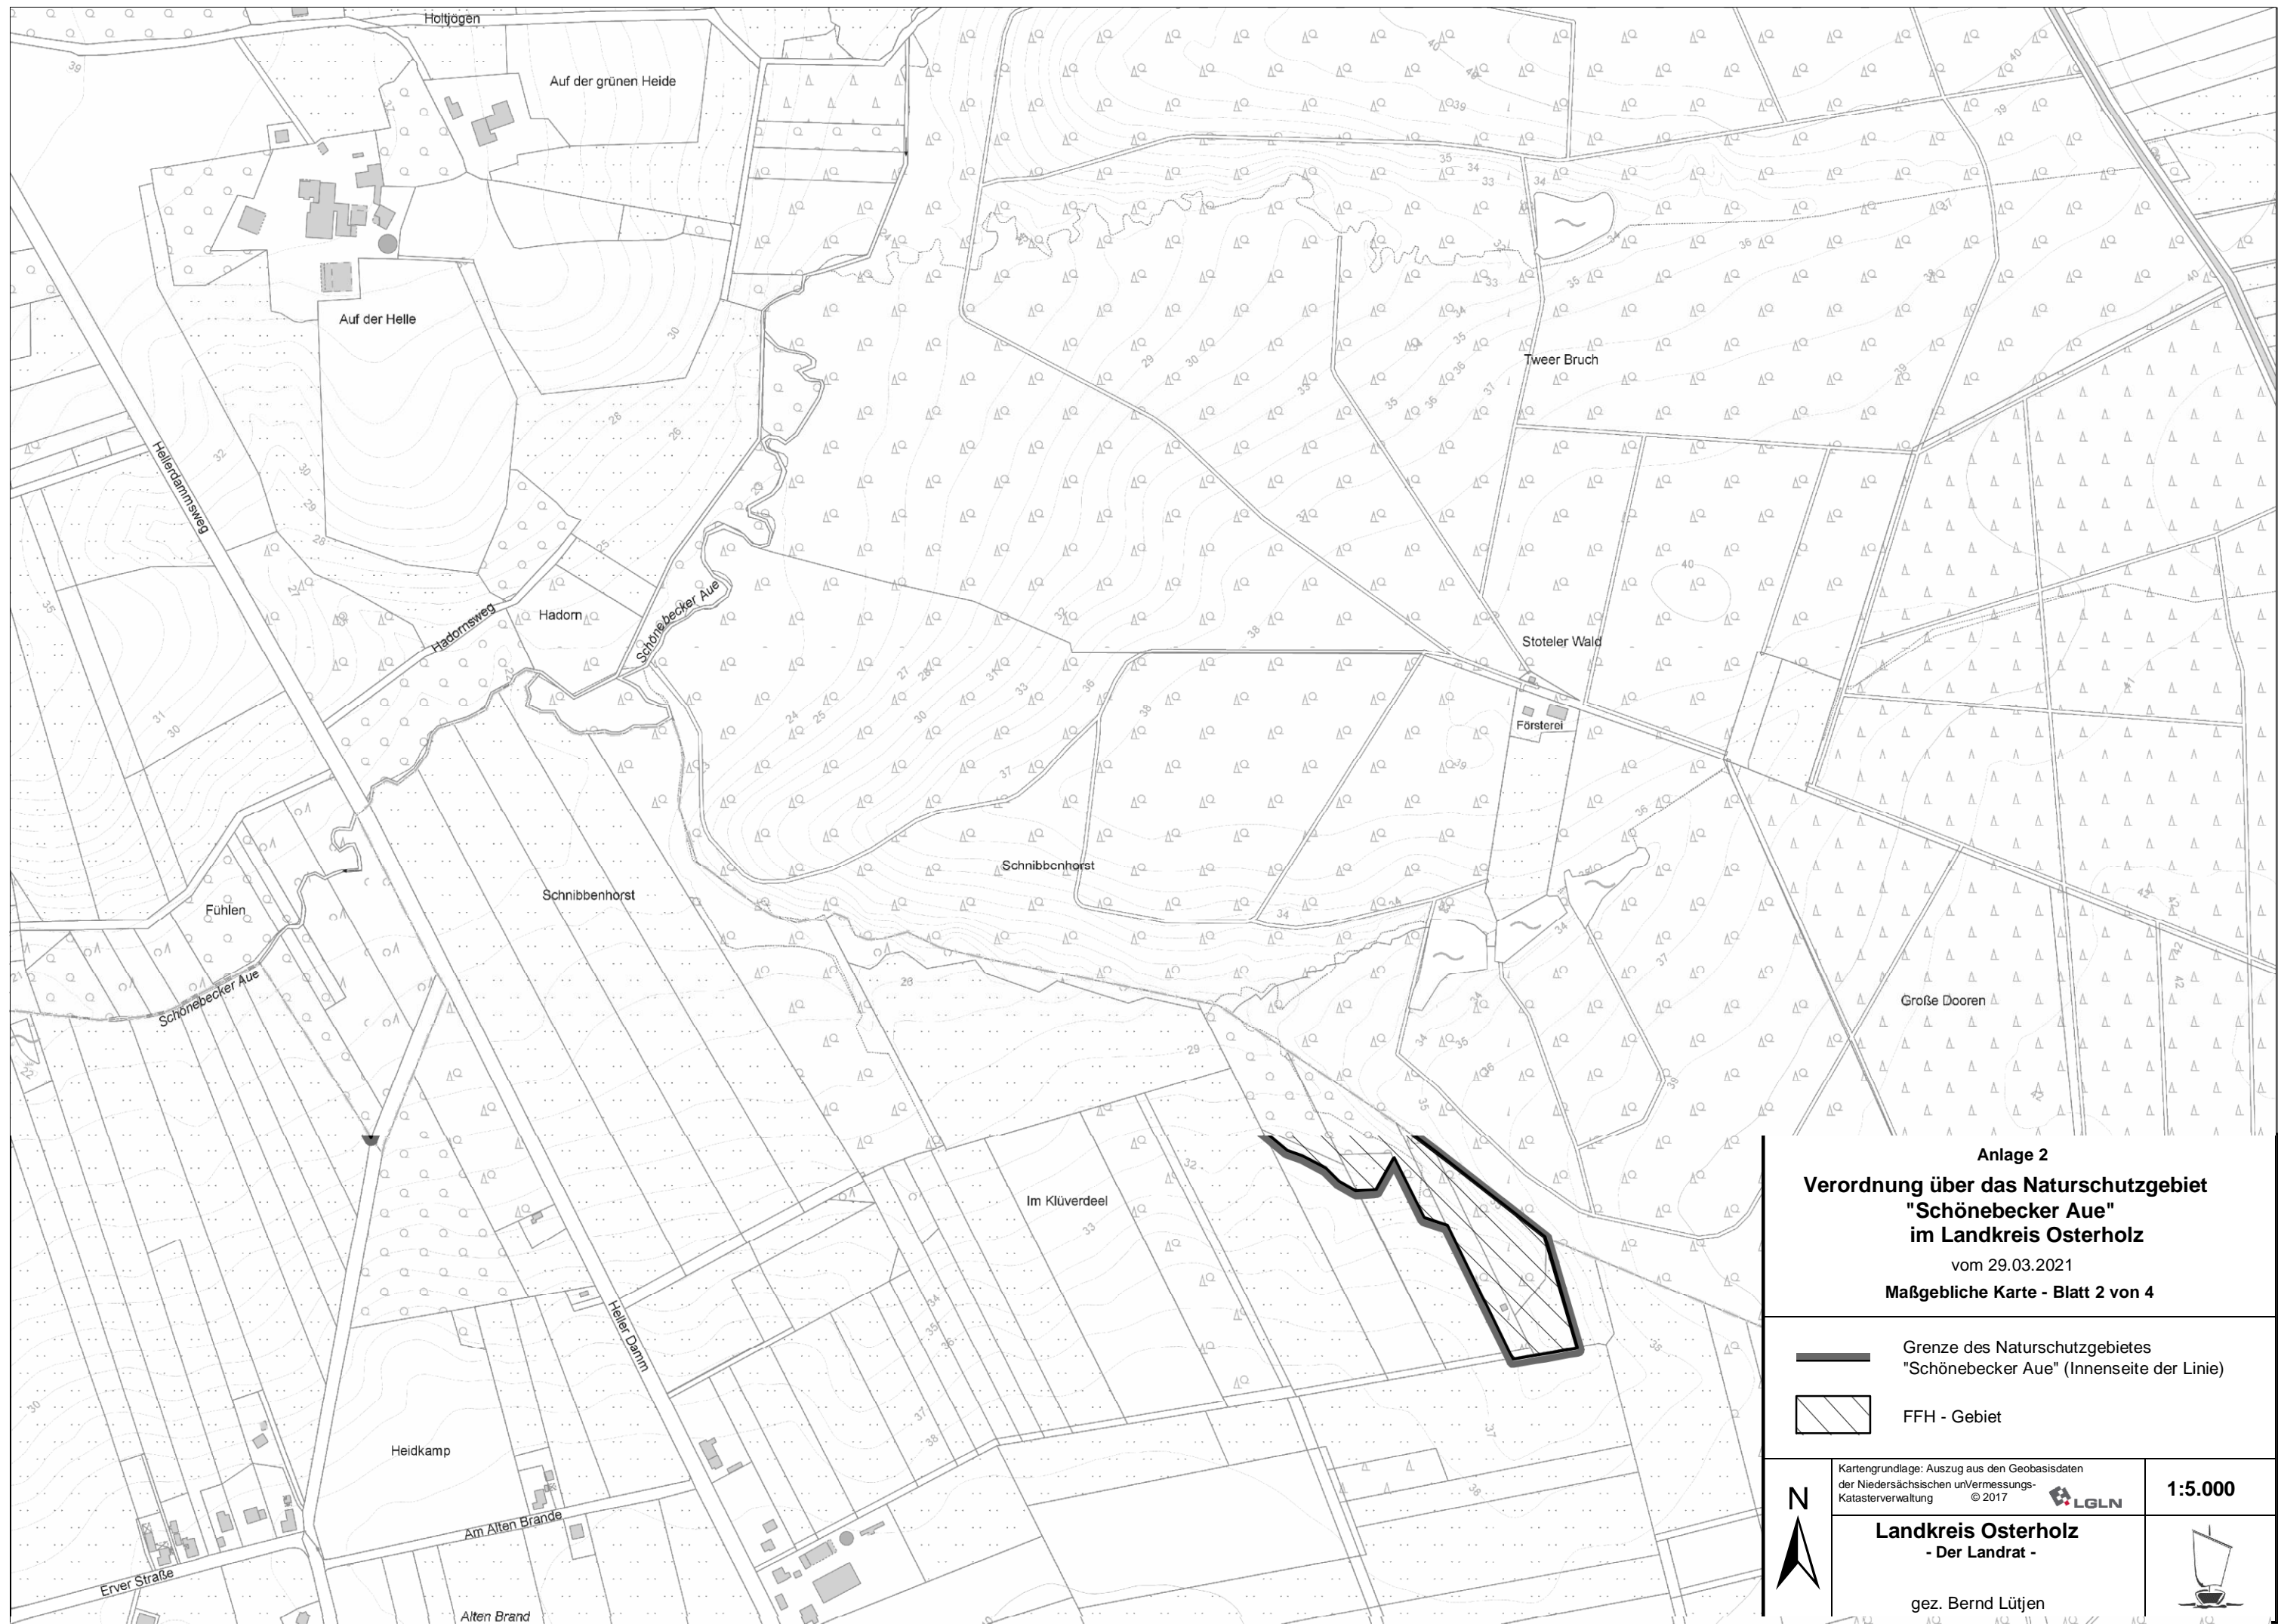 Holtjogen
Auf der grünen Heide
Auf der Helle
Hellerdammsweg
Tweer Bruch
Hadornsweg
Hadorn
Schönebecker Aue
Stoteler Wald
Försterei
Schnibbenhorst
Schnibbenhorst
Fühlen
Schönebecker Aue
Große Dooren
Im Klüverdeel
Heller Damm
Heidkamp
Am Alten Brande
Erver Straße
Alten Brand
Anlage 2
Verordnung über das Naturschutzgebiet
"Schönebecker Aue"
im Landkreis Osterholz
vom 29.03.2021
Maßgebliche Karte - Blatt 2 von 4
Grenze des Naturschutzgebietes
"Schönebecker Aue" (Innenseite der Linie)
FFH - Gebiet
N
Kartengrundlage: Auszug aus den Geobasisdaten
der Niedersächsischen unVermessungs-
Katasterverwaltung © 2017
LGLN
1:5.000
Landkreis Osterholz
- Der Landrat -
gez. Bernd Lütjen